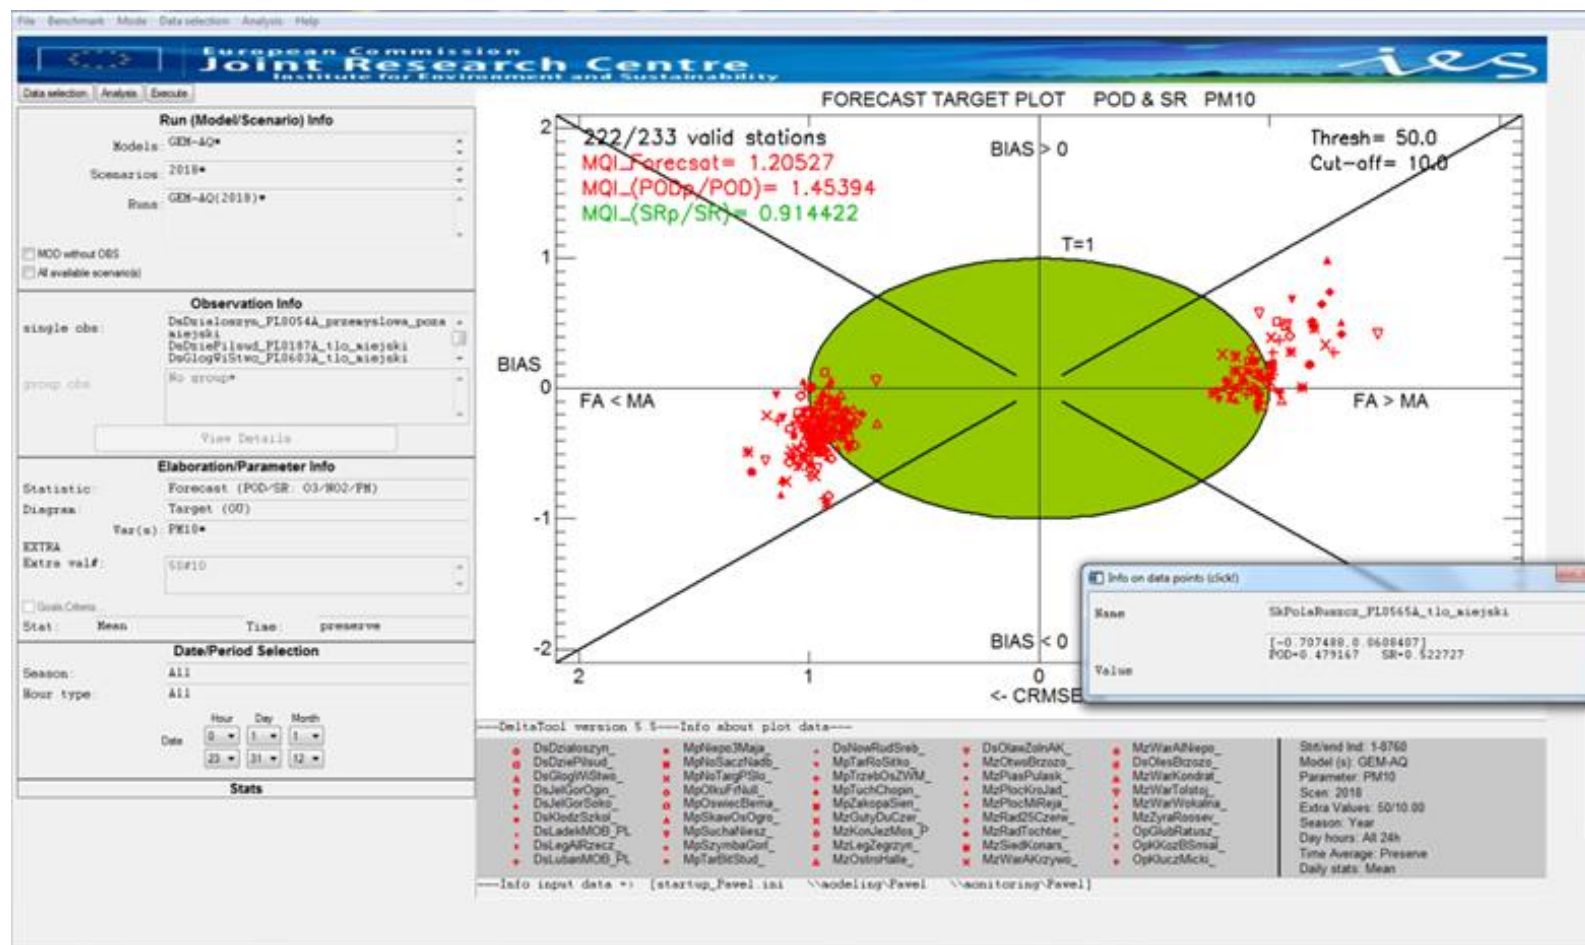 File Benchmark Mode Data selection Analysis Help
European Commission
Joint Research Centre
Institute for Environment and Sustainability
ies
Data selection Analysis Execute
Run (Model/Scenario) Info
Models: GEM-AQ*
Scenarios: 2018*
Runs: GEM-AQ(2018)*
MOD without OBS
All available scenario(s)
Observation Info
single obs:
DsDzialoszyn_PL0054A_przemyslowa_poza
miejski
DsDziePilsud_PL0187A_tlo_miejski
DsGlogWiStwo_PL0603A_tlo_miejski
group obs
No group*
View Details
Elaboration/Parameter Info
Statistic: Forecast (POD/SR: O3/NO2/PM)
Diagram Target (OU)
Var(s): PM10*
EXTRA
Extra val#: 50#10
Goals.Criteria
Stat: Mean Time: preserve
Date/Period Selection
Season: All
Hour type: All
Hour Day Month
Date 0 1 1
23 31 12
Stats
FORECAST TARGET PLOT POD & SR PM10
222/233 valid stations
MQI_Forecsat= 1.20527
MQI_(PODp/POD)= 1.45394
MQI_(SRp/SR)= 0.914422
BIAS > 0
Thresh= 50.0
Cut-off= 10.0
T=1
2
1
BIAS
0
FA < MA
FA > MA
-1
BIAS < 0
-2
2 1 0
<- CRMSE
Info on data points (click!)
Name SkPolaRuszcz_PL0565A_tlo_miejski
[-0.707488,0.0608407]
POD=0.479167 SR=0.522727
Value
---DeltaTool version 5.5---Info about plot data---
DsDzialoszyn_ MpNiepo3Maja_ DsNowRudSreb_ DsOlawZolnAK_ MzWarAlNiepo_
DsDziePilsud_ MpNoSaczNadb_ MpTarRoSitko_ MzOtwoBrzozo_ DsOlesBrzozo_
DsGlogWiStwo_ MpNoTargPSlo_ MpTrzebOsZWM_ MzPiasPulask_ MzWarKondrat_
DsJelGorOgin_ MpOlkuFrNull_ MpTuchChopin_ MzPlocKroJad_ MzWarTolstoj_
DsJelGorSoko_ MpOswiecBema_ MpZakopaSien_ MzPlocMiReja_ MzWarWokalna_
DsKlodzSzkol_ MpSkawOsOgro_ MzGutyDuCzer_ MzRad25Czerw_ MzZyraRoosev_
DsLadekMOB_PL MpSuchaNiesz_ MzKonJezMos_P MzRadTochter_ OpGlubRatusz_
DsLegAlRzecz_ MpSzymbaGorl_ MzLegZegrzyn_ MzSiedKonars_ OpKKozBSmial_
DsLubanMOB_PL MpTarBitStud_ MzOstroHalle_ MzWarAKrzywo_ OpKluczMicki_
Strt/end Ind: 1-8760
Model (s): GEM-AQ
Parameter: PM10
Scen: 2018
Extra Values: 50/10.00
Season: Year
Day hours: All 24h
Time Average: Preserve
Daily stats: Mean
---Info input data =: [startup_Pawel.ini \\modeling\Pawel \\monitoring\Pawel]